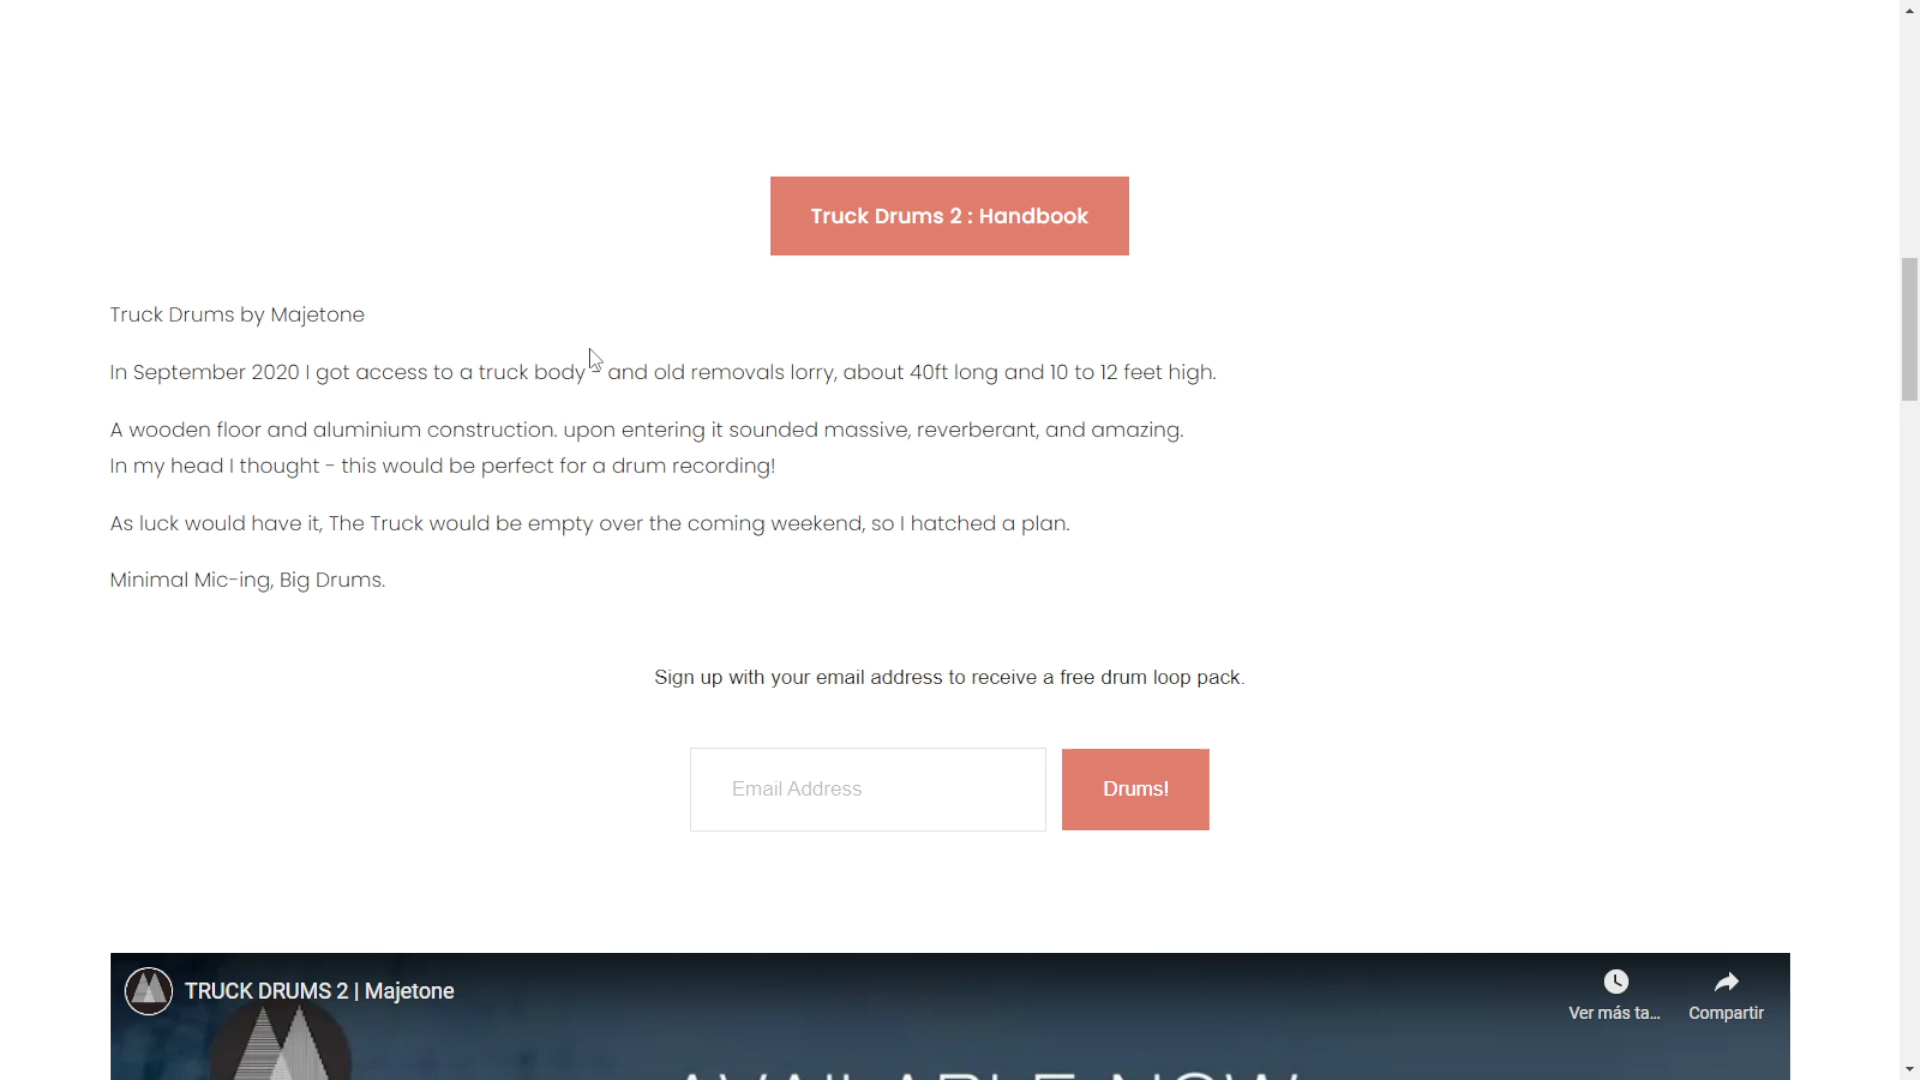 Truck Drums 2 : Handbook
Truck Drums by Majetone
In September 2020 I got access to a truck body - and old removals lorry, about 40ft long and 10 to 12 feet high.
A wooden floor and aluminium construction. upon entering it sounded massive, reverberant, and amazing.
In my head I thought - this would be perfect for a drum recording!
As luck would have it, The Truck would be empty over the coming weekend, so I hatched a plan.
Minimal Mic-ing, Big Drums.
Sign up with your email address to receive a free drum loop pack.
Email Address
Drums!
TRUCK DRUMS 2 | Majetone
Ver más ta...
Compartir
AVAILABLE NOW